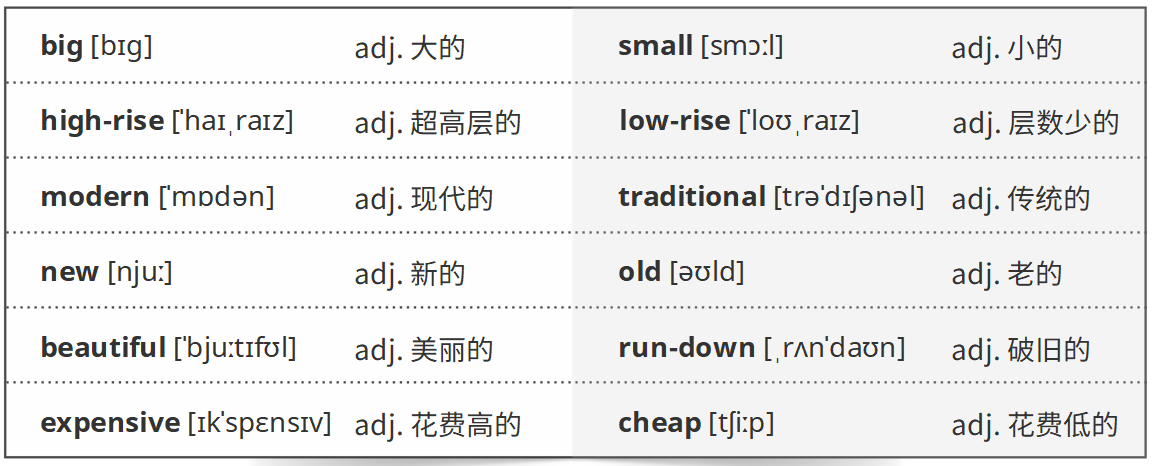 big [bɪg] adj. 大的 small [smɔːl] adj. 小的
high-rise [ˈhaɪˌraɪz] adj. 超高层的 low-rise [ˈloʊˌraɪz] adj. 层数少的
modern [ˈmɒdən] adj. 现代的 traditional [trəˈdɪʃənəl] adj. 传统的
new [njuː] adj. 新的 old [əʊld] adj. 老的
beautiful [ˈbjuːtɪfʊl] adj. 美丽的 run-down [ˌrʌnˈdaʊn] adj. 破旧的
expensive [ɪkˈspɛnsɪv] adj. 花费高的 cheap [tʃiːp] adj. 花费低的